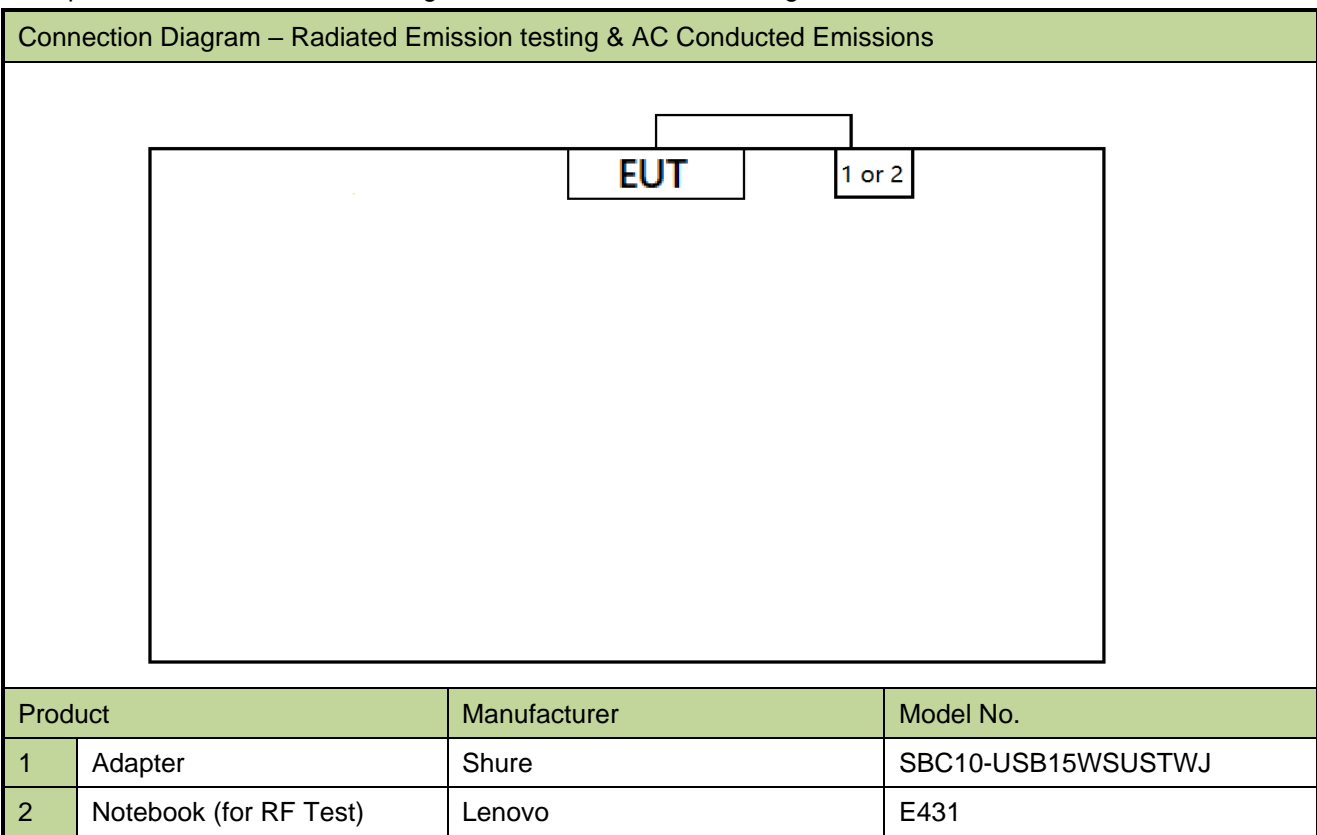 Connection Diagram – Radiated Emission testing & AC Conducted Emissions
EUT
1 or 2
Product Manufacturer Model No.
1 Adapter Shure SBC10-USB15WSUSTWJ
2 Notebook (for RF Test) Lenovo E431